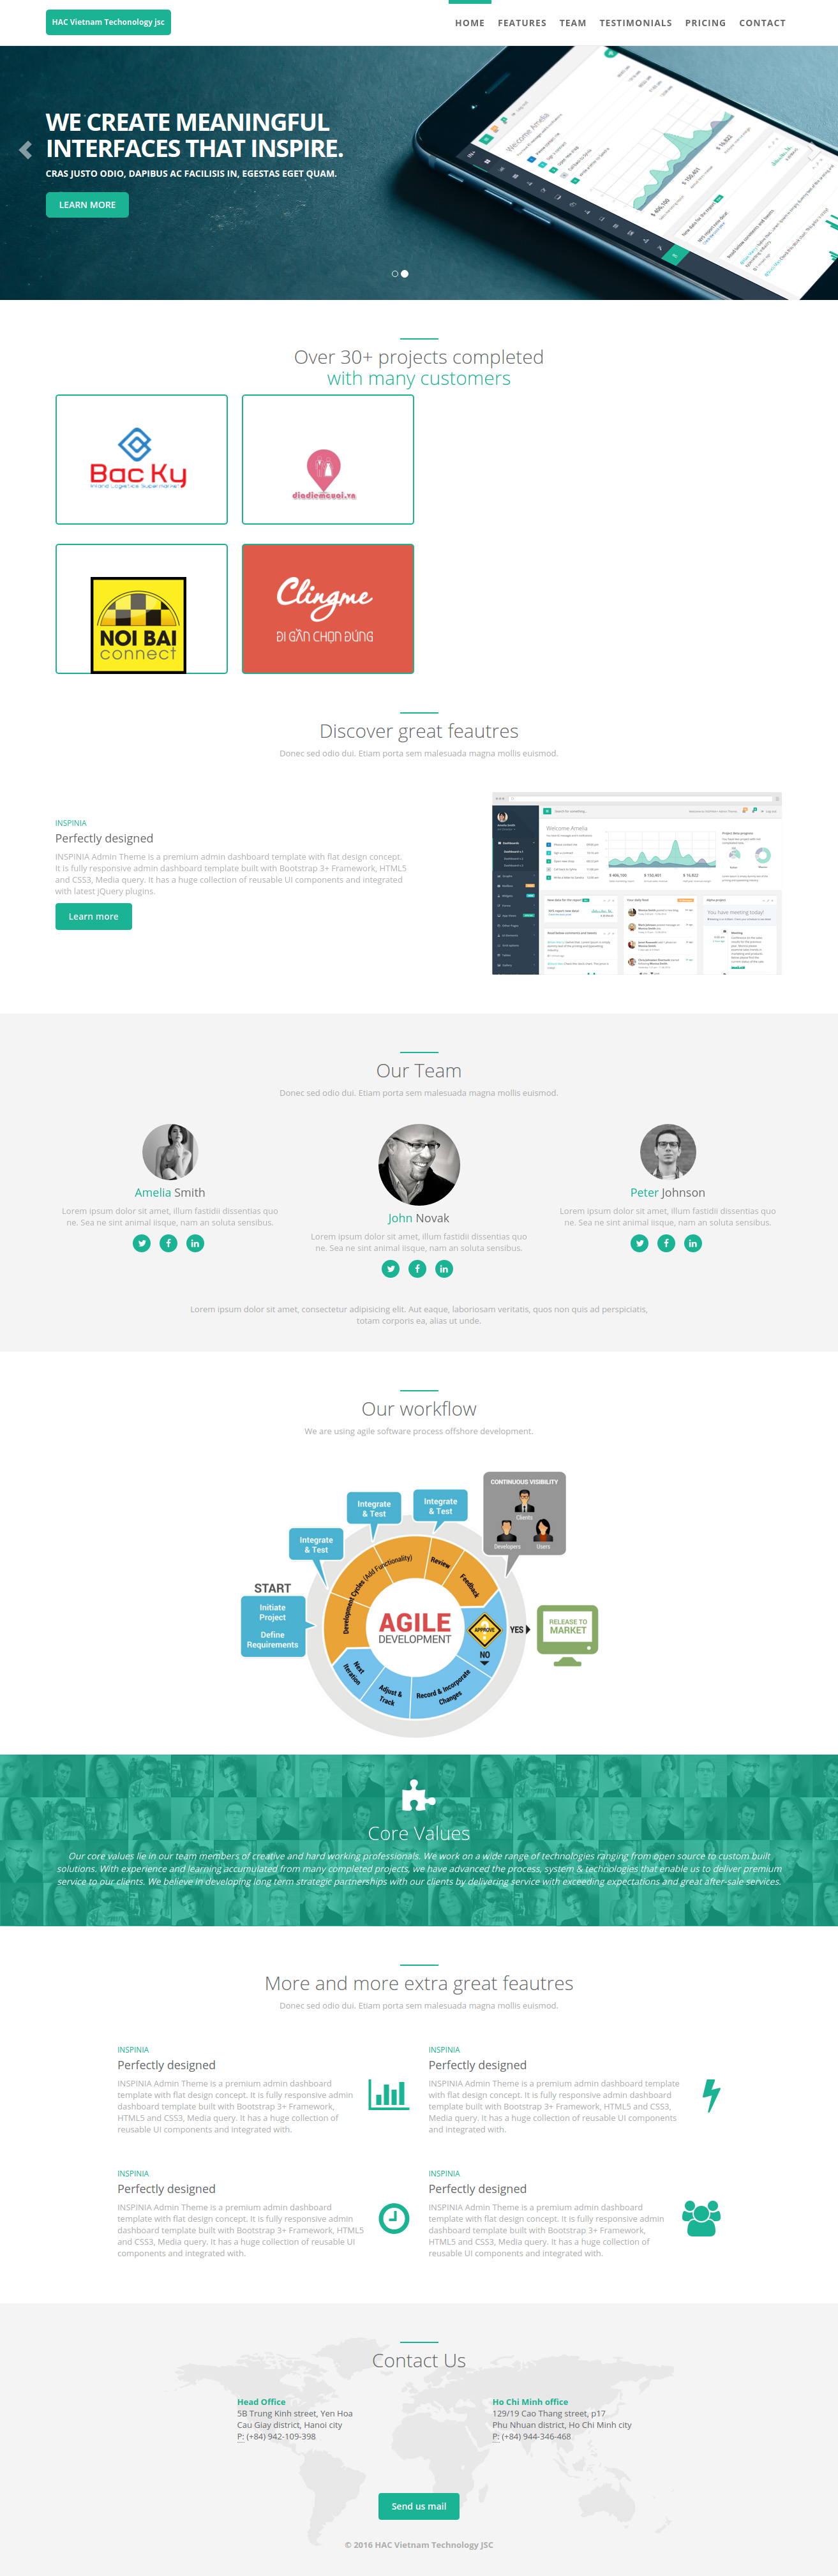 HAC Vietnam Techonology jsc
HOME FEATURES TEAM TESTIMONIALS PRICING CONTACT
WE CREATE MEANINGFUL
INTERFACES THAT INSPIRE.
CRAS JUSTO ODIO, DAPIBUS AC FACILISIS IN, EGESTAS EGET QUAM.
LEARN MORE
Welcome Amelia
$ 406,100
$ 150,401
$ 16,822
Over 30+ projects completed
with many customers
Bac Ky
Inland Logistics Supermarket
diadiemcuoi.vn
NOI BAI
connect
Clingme
ĐI GẦN CHỌN ĐÚNG
Discover great feautres
Donec sed odio dui. Etiam porta sem malesuada magna mollis euismod.
INSPINIA
Perfectly designed
INSPINIA Admin Theme is a premium admin dashboard template with flat design concept.
It is fully responsive admin dashboard template built with Bootstrap 3+ Framework, HTML5
and CSS3, Media query. It has a huge collection of reusable UI components and integrated
with latest jQuery plugins.
Learn more
Welcome Amelia
$ 406,100
$ 150,401
$ 16,822
You have meeting today!
Our Team
Donec sed odio dui. Etiam porta sem malesuada magna mollis euismod.
Amelia Smith
Lorem ipsum dolor sit amet, illum fastidii dissentias quo
ne. Sea ne sint animal iisque, nam an soluta sensibus.
John Novak
Lorem ipsum dolor sit amet, illum fastidii dissentias quo
ne. Sea ne sint animal iisque, nam an soluta sensibus.
Peter Johnson
Lorem ipsum dolor sit amet, illum fastidii dissentias quo
ne. Sea ne sint animal iisque, nam an soluta sensibus.
Lorem ipsum dolor sit amet, consectetur adipisicing elit. Aut eaque, laboriosam veritatis, quos non quis ad perspiciatis,
totam corporis ea, alias ut unde.
Our workflow
We are using agile software process offshore development.
CONTINUOUS VISIBILITY
Clients
Developers Users
Integrate
& Test
Integrate
& Test
Integrate
& Test
START
Initiate
Project
Define
Requirements
Development Cycles (Add Functionality)
Review
Feedback
AGILE
DEVELOPMENT
APPROVE
YES
NO
RELEASE TO
MARKET
Record & Incorporate
Changes
Adjust &
Track
Next
Iteration
Core Values
Our core values lie in our team members of creative and hard working professionals. We work on a wide range of technologies ranging from open source to custom built
solutions. With experience and learning accumulated from many completed projects, we have advanced the process, system & technologies that enable us to deliver premium
service to our clients. We believe in developing long term strategic partnerships with our clients by delivering service with exceeding expectations and great after-sale services.
More and more extra great feautres
Donec sed odio dui. Etiam porta sem malesuada magna mollis euismod.
INSPINIA
Perfectly designed
INSPINIA Admin Theme is a premium admin dashboard
template with flat design concept. It is fully responsive admin
dashboard template built with Bootstrap 3+ Framework,
HTML5 and CSS3, Media query. It has a huge collection of
reusable UI components and integrated with.
INSPINIA
Perfectly designed
INSPINIA Admin Theme is a premium admin dashboard template
with flat design concept. It is fully responsive admin dashboard
template built with Bootstrap 3+ Framework, HTML5 and CSS3,
Media query. It has a huge collection of reusable UI components
and integrated with.
INSPINIA
Perfectly designed
INSPINIA Admin Theme is a premium admin dashboard
template with flat design concept. It is fully responsive admin
dashboard template built with Bootstrap 3+ Framework, HTML5
and CSS3, Media query. It has a huge collection of reusable UI
components and integrated with.
INSPINIA
Perfectly designed
INSPINIA Admin Theme is a premium admin dashboard
template with flat design concept. It is fully responsive admin
dashboard template built with Bootstrap 3+ Framework,
HTML5 and CSS3, Media query. It has a huge collection of
reusable UI components and integrated with.
Contact Us
Head Office
5B Trung Kinh street, Yen Hoa
Cau Giay district, Hanoi city
P: (+84) 942-109-398
Ho Chi Minh office
129/19 Cao Thang street, p17
Phu Nhuan district, Ho Chi Minh city
P: (+84) 944-346-468
Send us mail
© 2016 HAC Vietnam Technology JSC